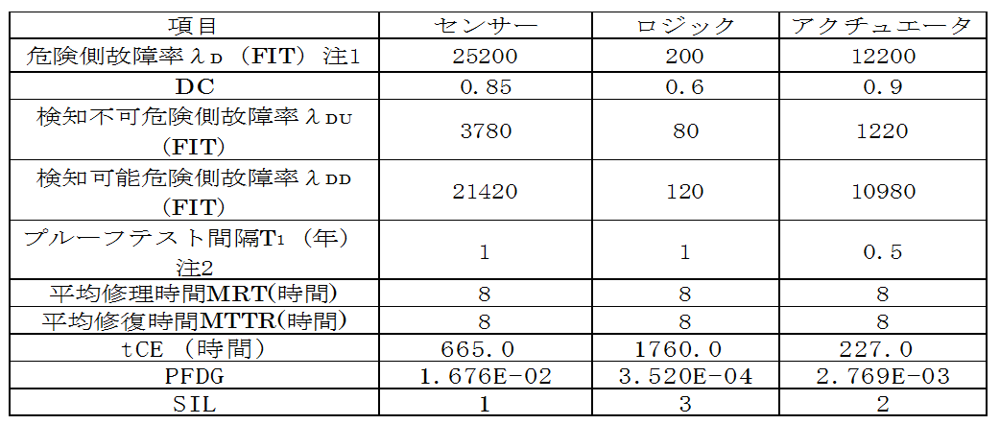 項目 センサー ロジック アクチュエータ
危険側故障率λD（FIT）注1 25200 200 12200
DC 0.85 0.6 0.9
検知不可危険側故障率λDU
（FIT） 3780 80 1220
検知可能危険側故障率λDD
（FIT） 21420 120 10980
プルーフテスト間隔T1（年）
注2 1 1 0.5
平均修理時間MRT(時間) 8 8 8
平均修復時間MTTR(時間) 8 8 8
tCE（時間） 665.0 1760.0 227.0
PFDG 1.676E-02 3.520E-04 2.769E-03
SIL 1 3 2